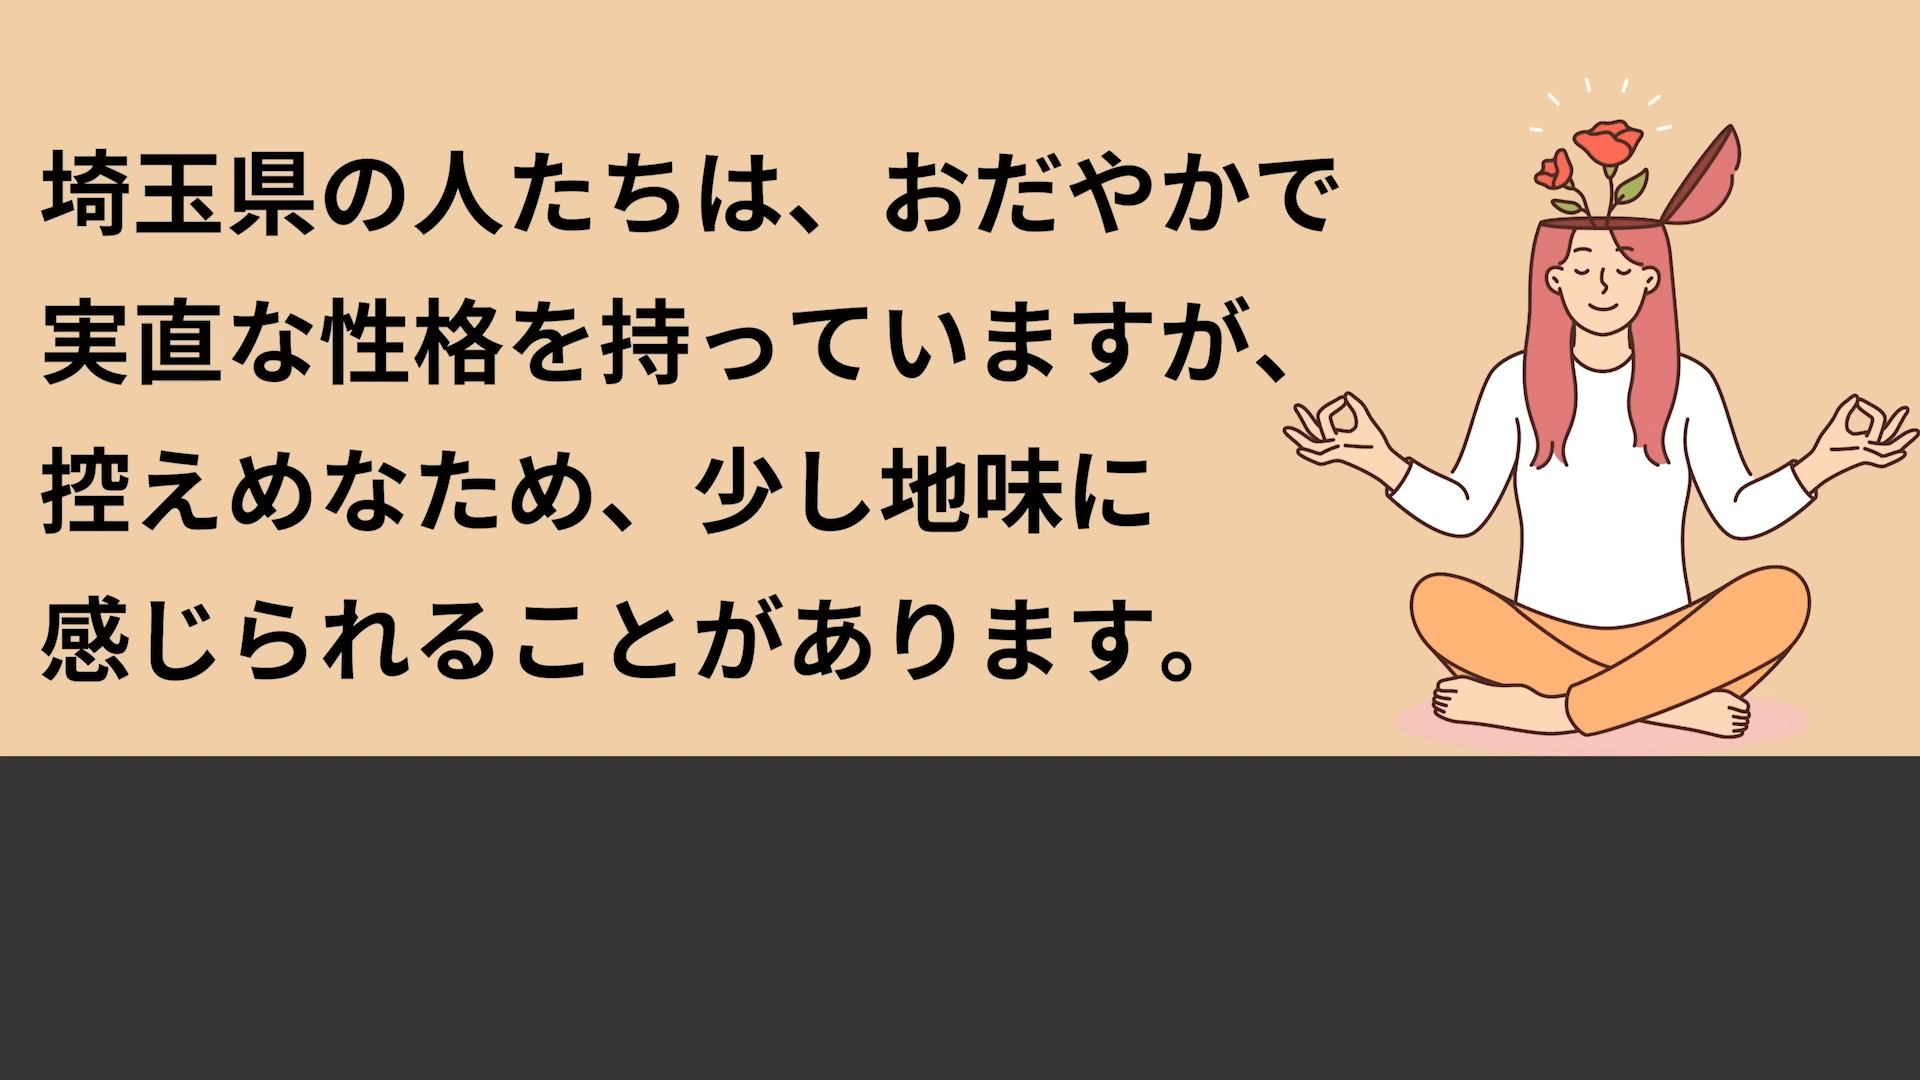 埼玉県の人たちは、おだやかで
実直な性格を持っていますが、
控えめなため、少し地味に
感じられることがあります。